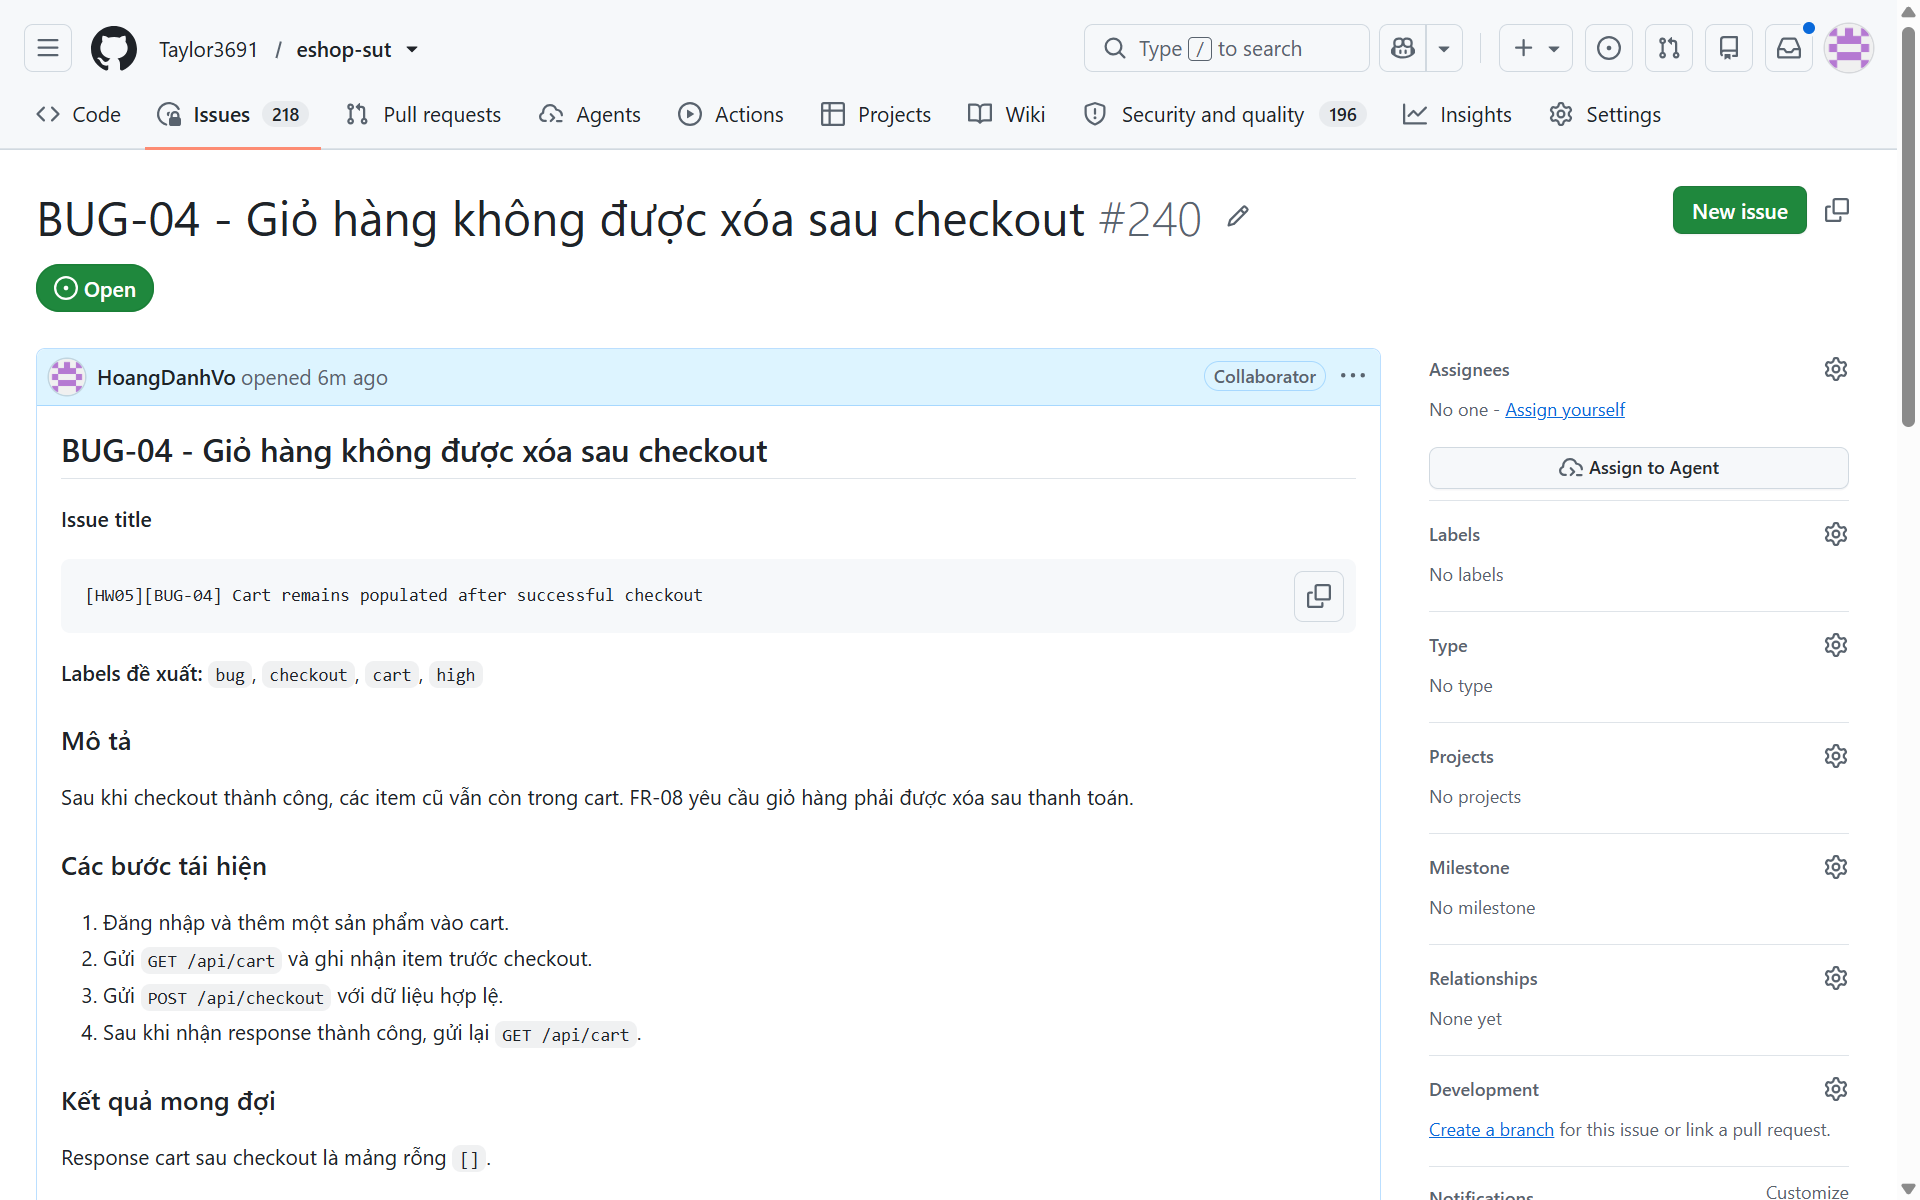 Taylor3691 / eshop-sut
Type / to search
Code
Issues 218
Pull requests
Agents
Actions
Projects
Wiki
Security and quality 196
Insights
Settings
BUG-04 - Giỏ hàng không được xóa sau checkout #240
New issue
Open
HoangDanhVo opened 6m ago
Collaborator
BUG-04 - Giỏ hàng không được xóa sau checkout
Issue title
[HW05][BUG-04] Cart remains populated after successful checkout
Labels đề xuất: bug , checkout , cart , high
Mô tả
Sau khi checkout thành công, các item cũ vẫn còn trong cart. FR-08 yêu cầu giỏ hàng phải được xóa sau thanh toán.
Các bước tái hiện
1. Đăng nhập và thêm một sản phẩm vào cart.
2. Gửi GET /api/cart và ghi nhận item trước checkout.
3. Gửi POST /api/checkout với dữ liệu hợp lệ.
4. Sau khi nhận response thành công, gửi lại GET /api/cart .
Kết quả mong đợi
Response cart sau checkout là mảng rỗng [] .
Assignees
No one - Assign yourself
Assign to Agent
Labels
No labels
Type
No type
Projects
No projects
Milestone
No milestone
Relationships
None yet
Development
Create a branch for this issue or link a pull request.
Notifications
Customize